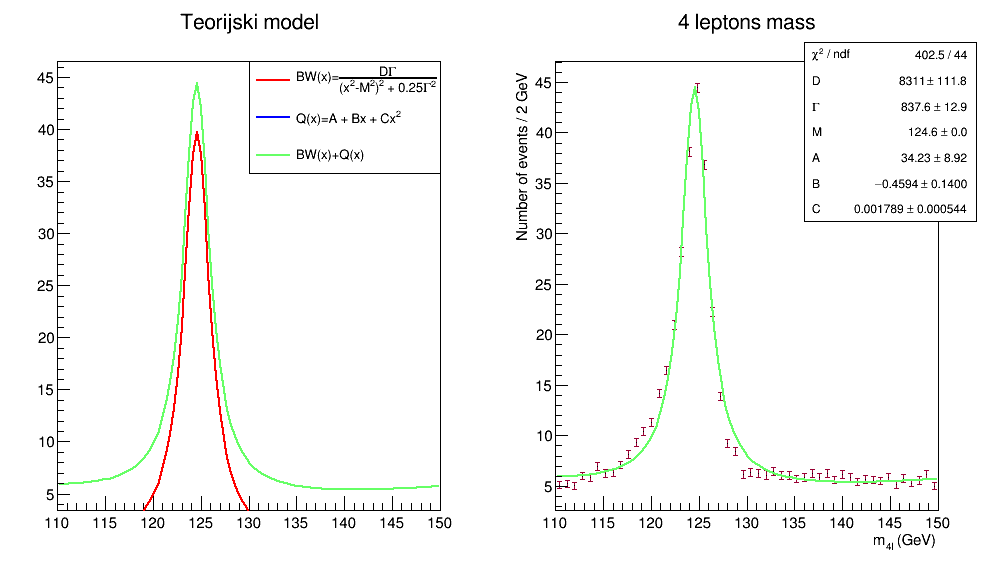 Teorijski model
BW(x)=DΓ/((x²-M²)² + 0.25Γ²)
Q(x)=A + Bx + Cx²
BW(x)+Q(x)
45
40
35
30
25
20
15
10
5
110 115 120 125 130 135 140 145 150
4 leptons mass
χ² / ndf 402.5 / 44
D 8311 ± 111.8
Γ 837.6 ± 12.9
M 124.6 ± 0.0
A 34.23 ± 8.92
B −0.4594 ± 0.1400
C 0.001789 ± 0.000544
Number of events / 2 GeV
45
40
35
30
25
20
15
10
5
110 115 120 125 130 135 140 145 150
m4l (GeV)